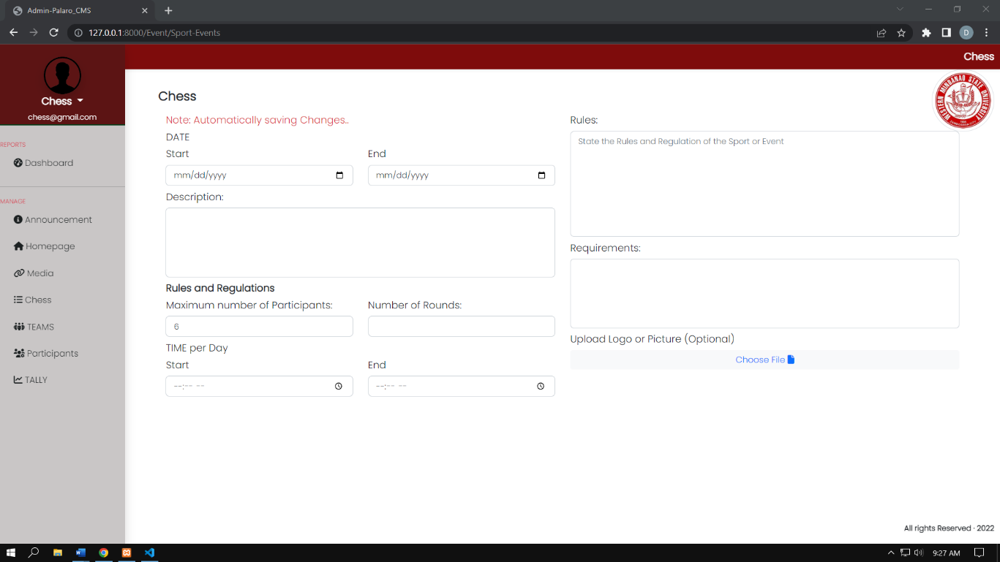 Admin-Palaro_CMS
127.0.0.1:8000/Event/Sport-Events
D
Chess
Chess
chess@gmail.com
REPORTS
Dashboard
MANAGE
Announcement
Homepage
Media
Chess
TEAMS
Participants
TALLY
Chess
Note: Automatically saving Changes..
DATE
Start End
mm/dd/yyyy mm/dd/yyyy
Description:
Rules and Regulations
Maximum number of Participants: Number of Rounds:
6
TIME per Day
Start End
--:-- -- --:-- --
Rules:
State the Rules and Regulation of the Sport or Event
Requirements:
Upload Logo or Picture (Optional)
Choose File
WESTERN MINDANAO STATE UNIVERSITY
All rights Reserved · 2022
9:27 AM